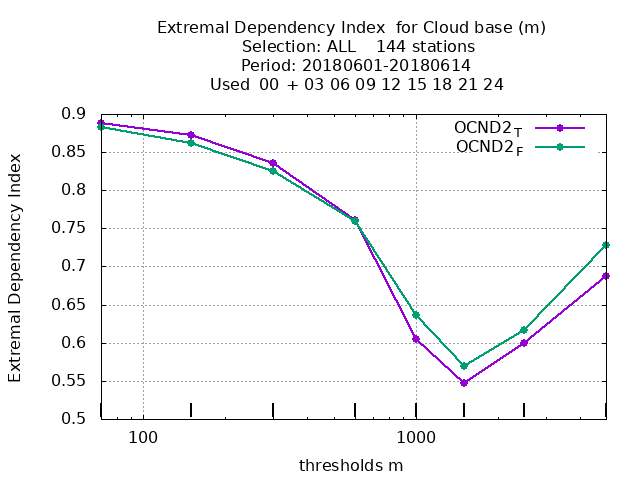 Extremal Dependency Index  for Cloud base (m)
Selection: ALL    144 stations
Period: 20180601-20180614
Used  00 + 03 06 09 12 15 18 21 24
OCND2T
OCND2F
0.9
0.85
0.8
0.75
0.7
0.65
0.6
0.55
0.5
Extremal Dependency Index
100
1000
thresholds m